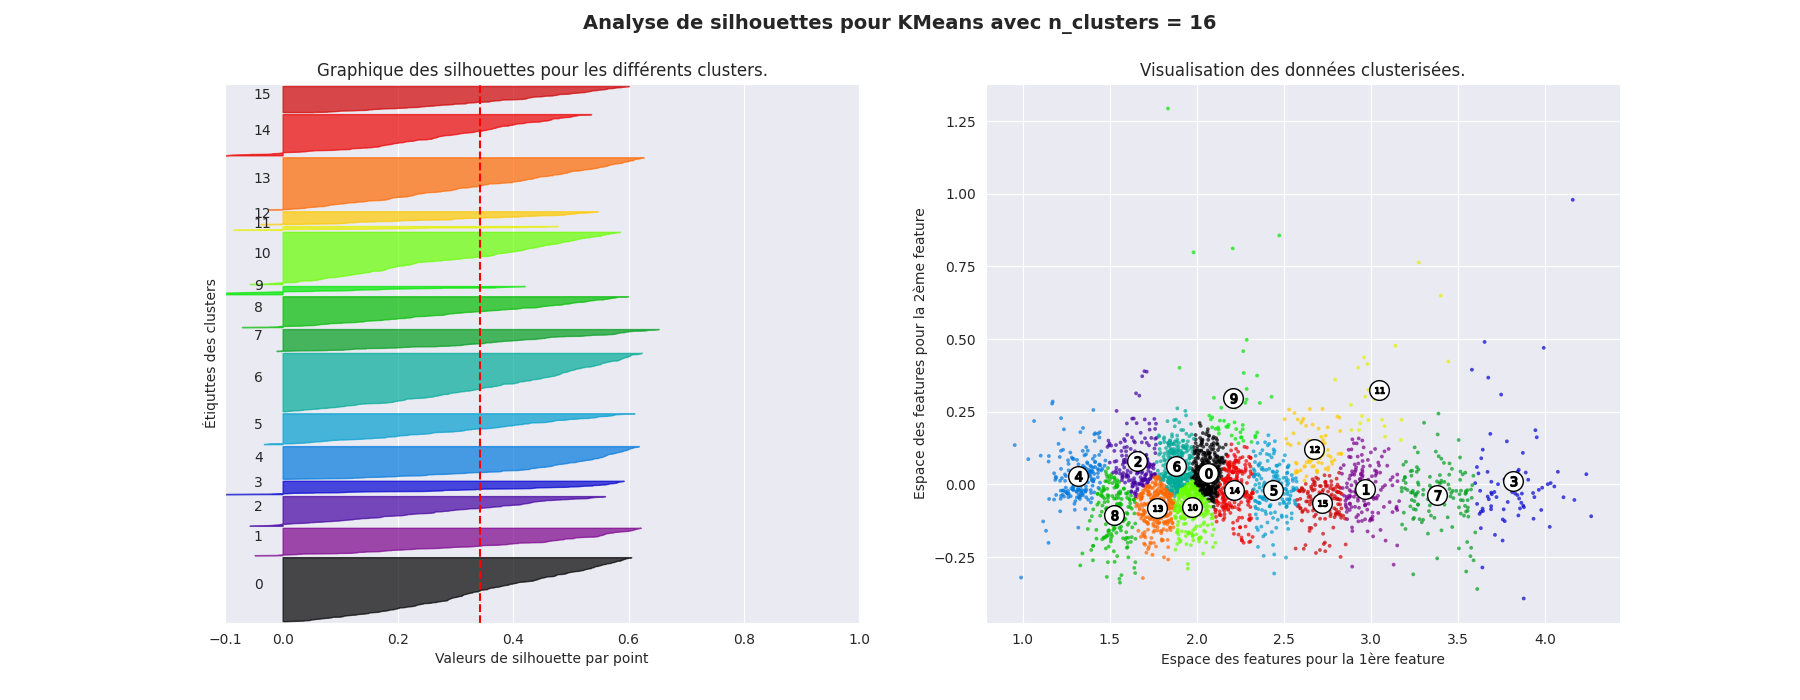 Analyse de silhouettes pour KMeans avec n_clusters = 16
Graphique des silhouettes pour les différents clusters.
Étiquttes des clusters
15
14
13
12
11
10
9
8
7
6
5
4
3
2
1
0
−0.1 0.0 0.2 0.4 0.6 0.8 1.0
Valeurs de silhouette par point
Visualisation des données clusterisées.
Espace des featutures pour la 2ème feature
1.25
1.00
0.75
0.50
0.25
0.00
−0.25
9
11
12
4 2 6 0 14 5 15 1 7 3
8 13 10
1.0 1.5 2.0 2.5 3.0 3.5 4.0
Espace des features pour la 1ère feature